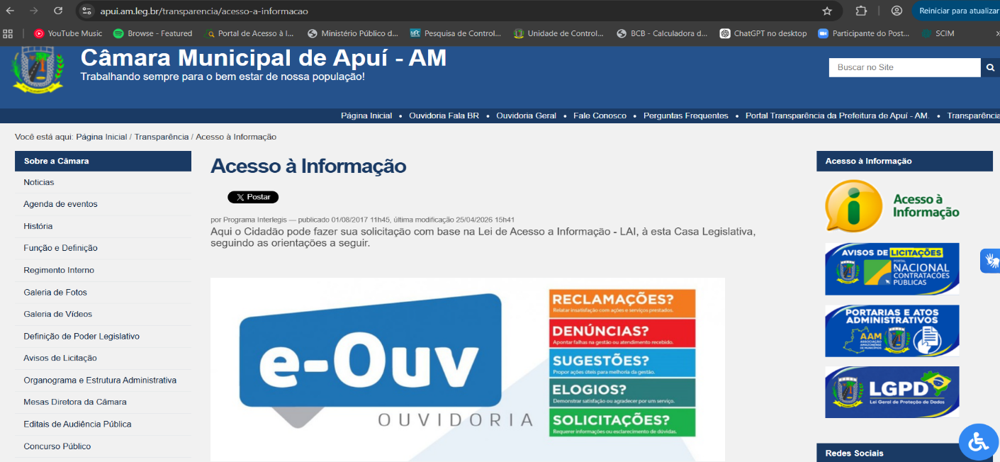 apui.am.leg.br/transparencia/acesso-a-informacao
Reiniciar para atualizar
YouTube Music
Browse - Featured
Portal de Acesso à I...
Ministério Público d...
Pesquisa de Control...
Unidade de Control...
BCB - Calculadora d...
ChatGPT no desktop
Participante do Post...
SCIM
Câmara Municipal de Apuí - AM
Trabalhando sempre para o bem estar de nossa população!
Buscar no Site
Página Inicial • Ouvidoria Fala BR • Ouvidoria Geral • Fale Conosco • Perguntas Frequentes • Portal Transparência da Prefeitura de Apuí - AM. • Transparência
Você está aqui: Página Inicial / Transparência / Acesso à Informação
Sobre a Câmara
Noticias
Agenda de eventos
História
Função e Definição
Regimento Interno
Galeria de Fotos
Galeria de Vídeos
Definição de Poder Legislativo
Avisos de Licitação
Organograma e Estrutura Administrativa
Mesas Diretora da Câmara
Editais de Audiência Pública
Concurso Público
Acesso à Informação
X Postar
por Programa Interlegis — publicado 01/08/2017 11h45, última modificação 25/04/2026 15h41
Aqui o Cidadão pode fazer sua solicitação com base na Lei de Acesso a Informação - LAI, à esta Casa Legislativa,
seguindo as orientações a seguir.
e-Ouv
OUVIDORIA
RECLAMAÇÕES?
Relatar insatisfação com ações e serviços prestados.
DENÚNCIAS?
Apontar falhas na gestão ou atendimento recebido.
SUGESTÕES?
Propor ações úteis para melhoria da gestão.
ELOGIOS?
Demonstrar satisfação ou agradecer por um serviço.
SOLICITAÇÕES?
Requerer informações ou esclarecimento de dúvidas.
Acesso à Informação
Acesso à
Informação
AVISOS DE LICITAÇÕES
PORTAL
NACIONAL
CONTRATAÇÕES
PÚBLICAS
PORTARIAS E ATOS
ADMINISTRATIVOS
AAM
ASSOCIAÇÃO
AMAZONENSE
DE MUNICÍPIOS
LGPD
Lei Geral de Proteção de Dados
Redes Sociais